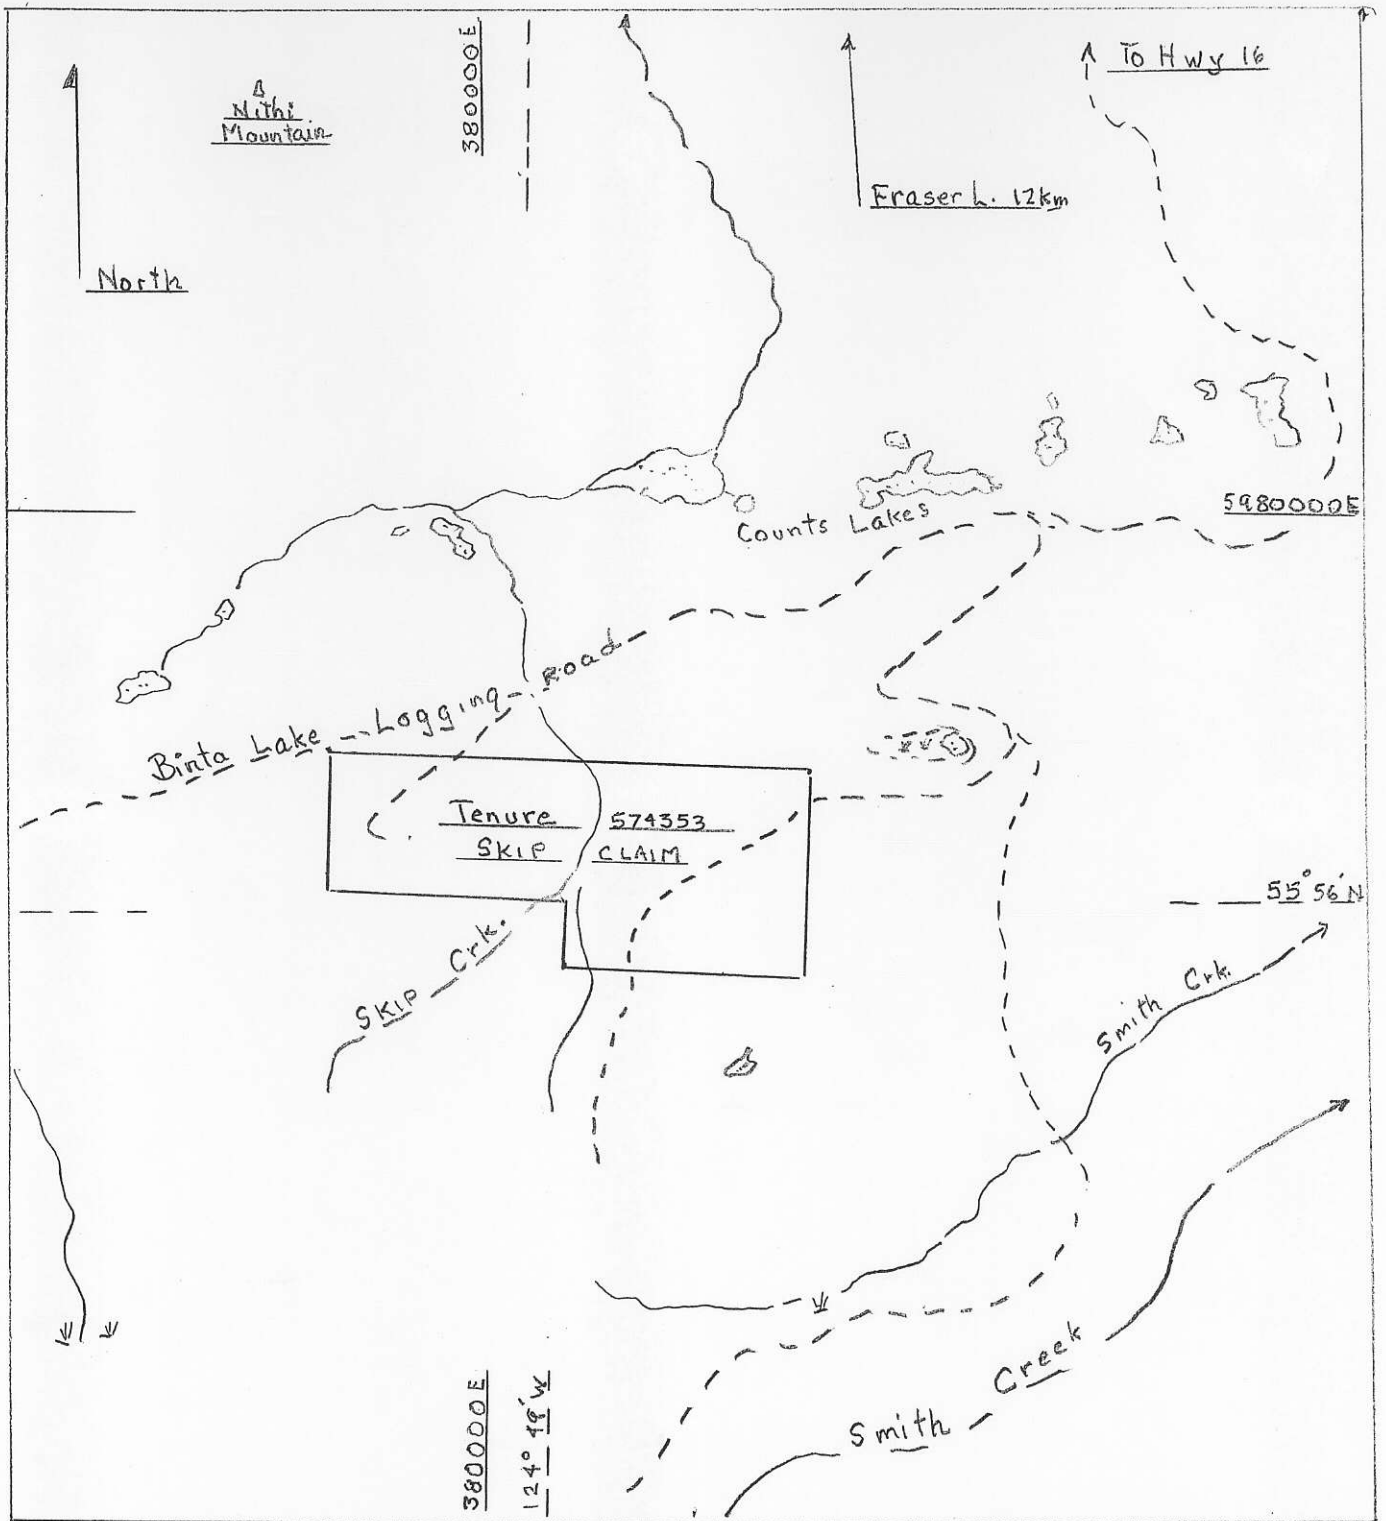 380000E
To Hwy 16
Nithi
Mountain
Fraser L. 12km
North
5980000E
Counts Lakes
Binta Lake Logging Road
Tenure 574353
SKIP CLAIM
55° 56' N
SKIP Crk.
Smith Crk.
Smith Creek
380000E
124° 49' W